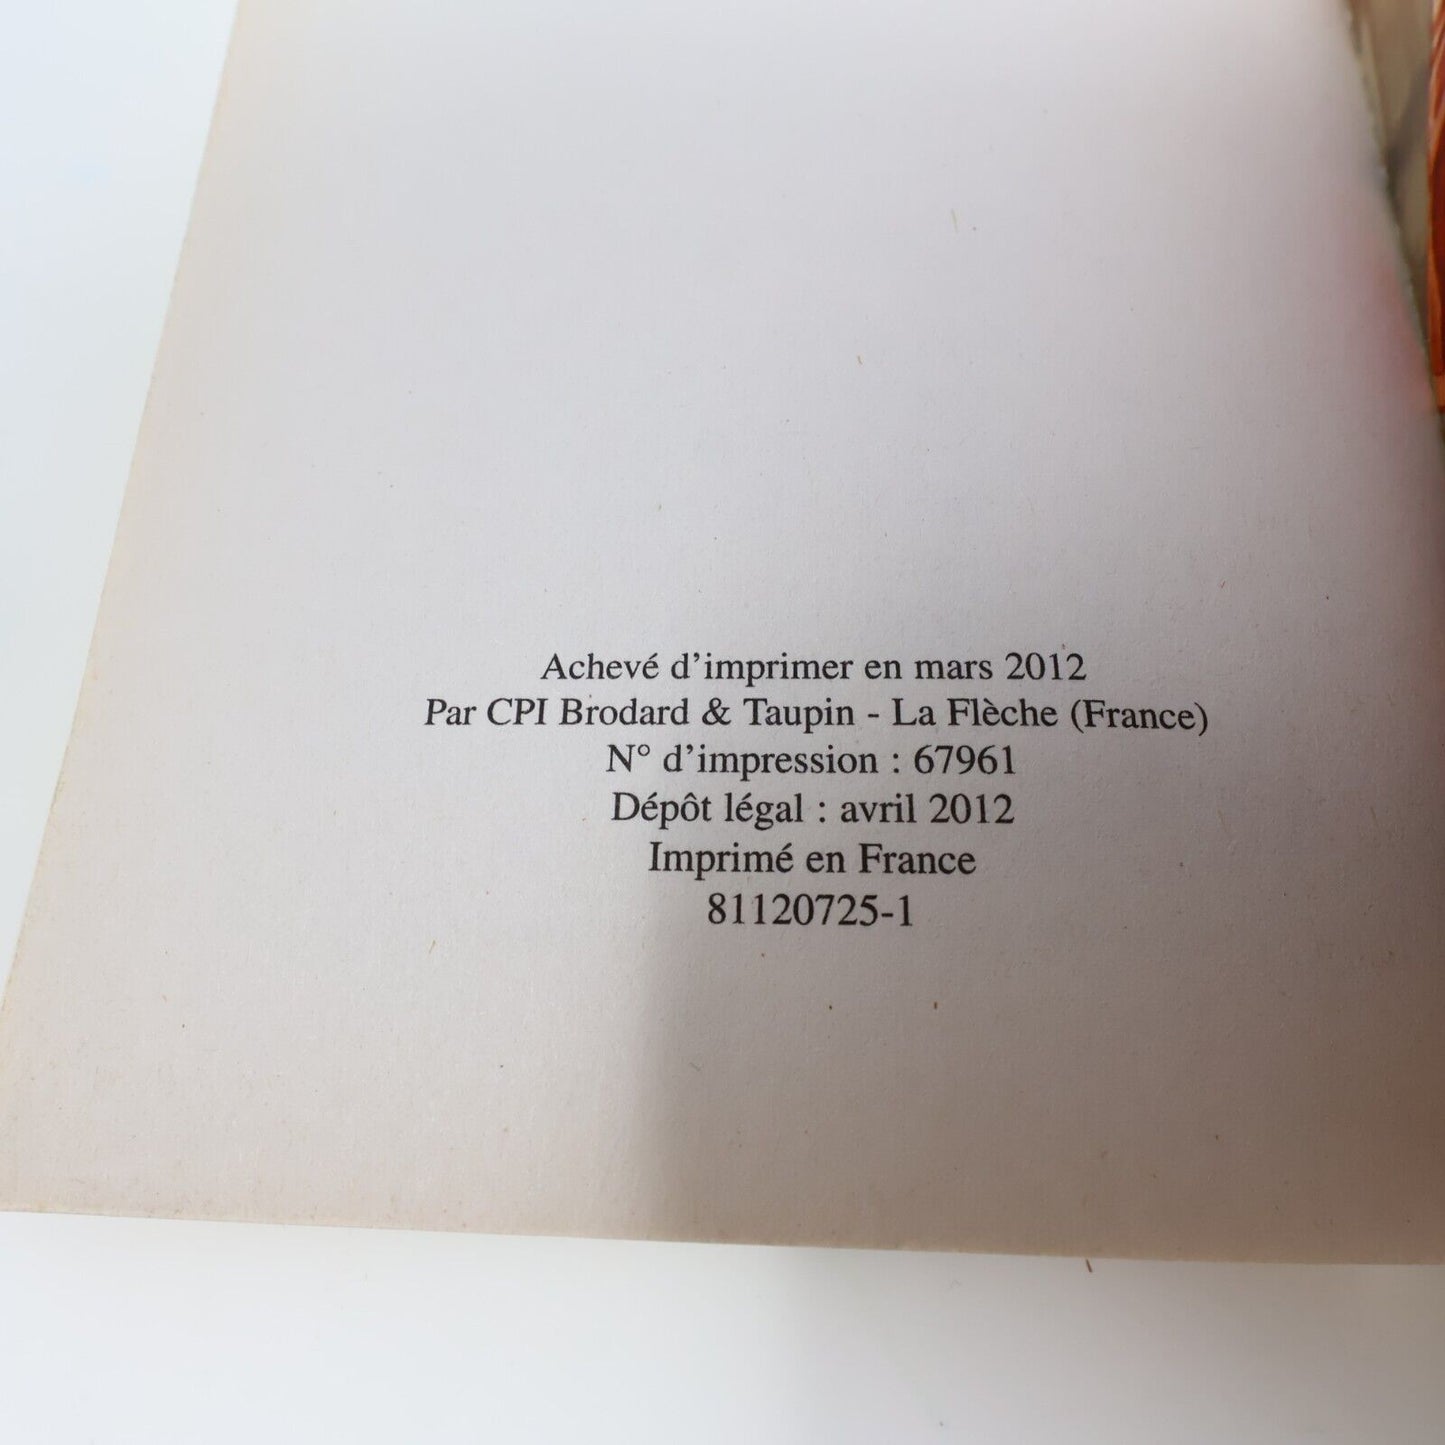 Achevé d'imprimer en mars 2012
Par CPI Brodard & Taupin - La Flèche (France)
N° d'impression : 67961
Dépôt légal : avril 2012
Imprimé en France
81120725-1